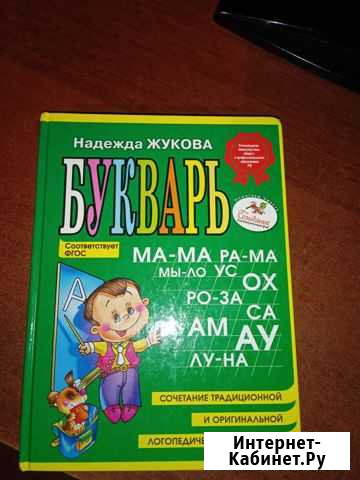 Надежда ЖУКОВА
БУКВАРЬ
Соответствует
ФГОС
МА-МА РА-МА
МЫ-ЛО УС
ОХ
РО-ЗА
СА
АМ АУ
ЛУ-НА
А
СОЧЕТАНИЕ ТРАДИЦИОННОЙ
И ОРИГИНАЛЬНОЙ
ЛОГОПЕДИЧЕ
Интернет-
Кабинет.Ру